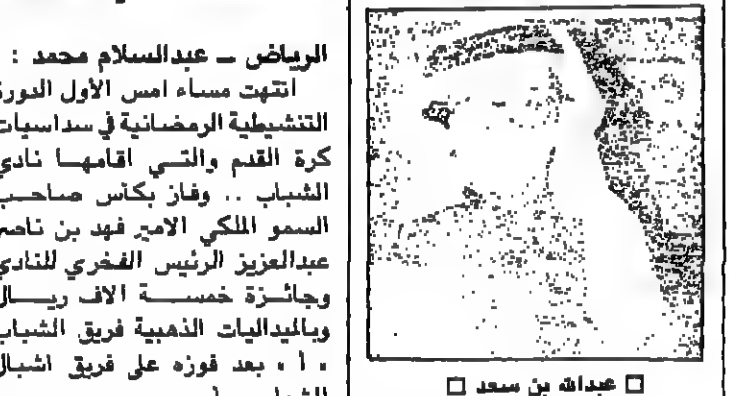 الرياض ــ عبدالسلام محمد :
انتهت مساء امس الأول الدورة
التنشيطية الرمضانية في سداسيات
كرة القدم والتي اقامها نادي
الشباب .. وفاز بكاس صاحب
السمو الملكي الامير فهد بن ناصر
عبدالعزيز الرئيس الفخري للنادي
وجائزة خمسة الاف ريال
وبالميداليات الذهبية فريق الشباب
« أ » بعد فوزه على فريق اشبال
□ عبدالله بن سعد □